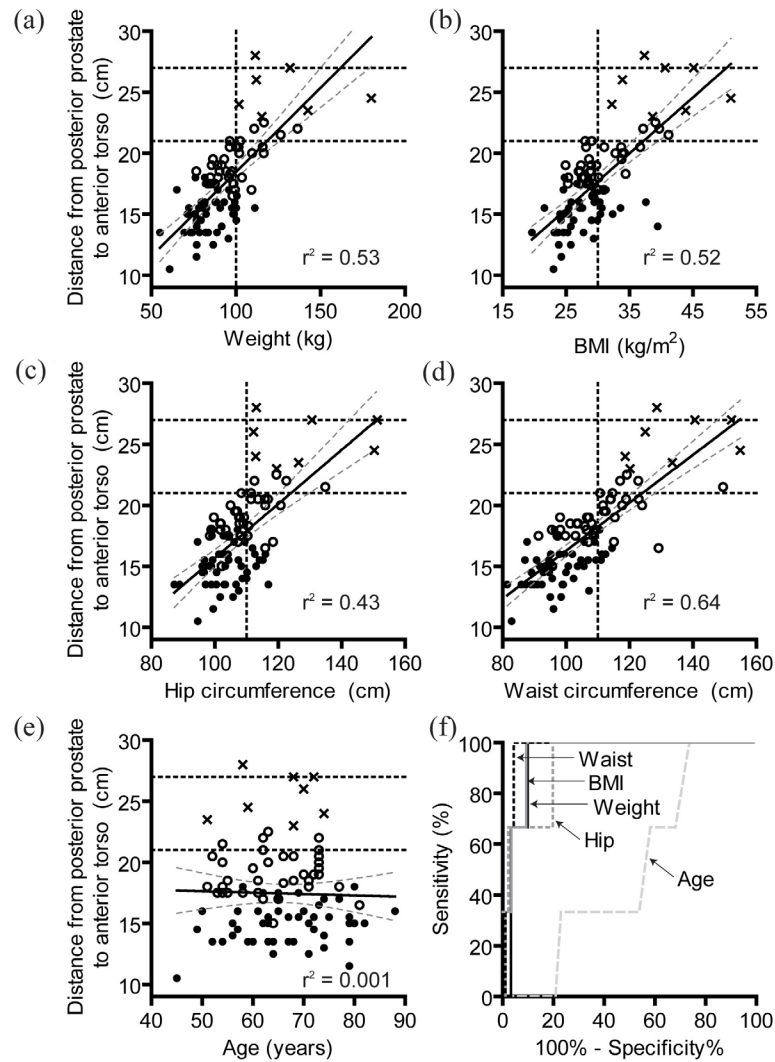 (a)
Distance from posterior prostate
to anterior torso (cm)
30
25
20
15
10
50 100 150 200
Weight (kg)
r² = 0.53
(b)
30
25
20
15
10
15 25 35 45 55
BMI (kg/m²)
r² = 0.52
(c)
Distance from posterior prostate
to anterior torso (cm)
30
25
20
15
10
80 100 120 140 160
Hip circumference (cm)
r² = 0.43
(d)
30
25
20
15
10
80 100 120 140 160
Waist circumference (cm)
r² = 0.64
(e)
Distance from posterior prostate
to anterior torso (cm)
30
25
20
15
10
40 50 60 70 80 90
Age (years)
r² = 0.001
(f)
Sensitivity (%)
100
80
60
40
20
0
0 20 40 60 80 100
100% - Specificity%
Waist
BMI
Weight
Hip
Age